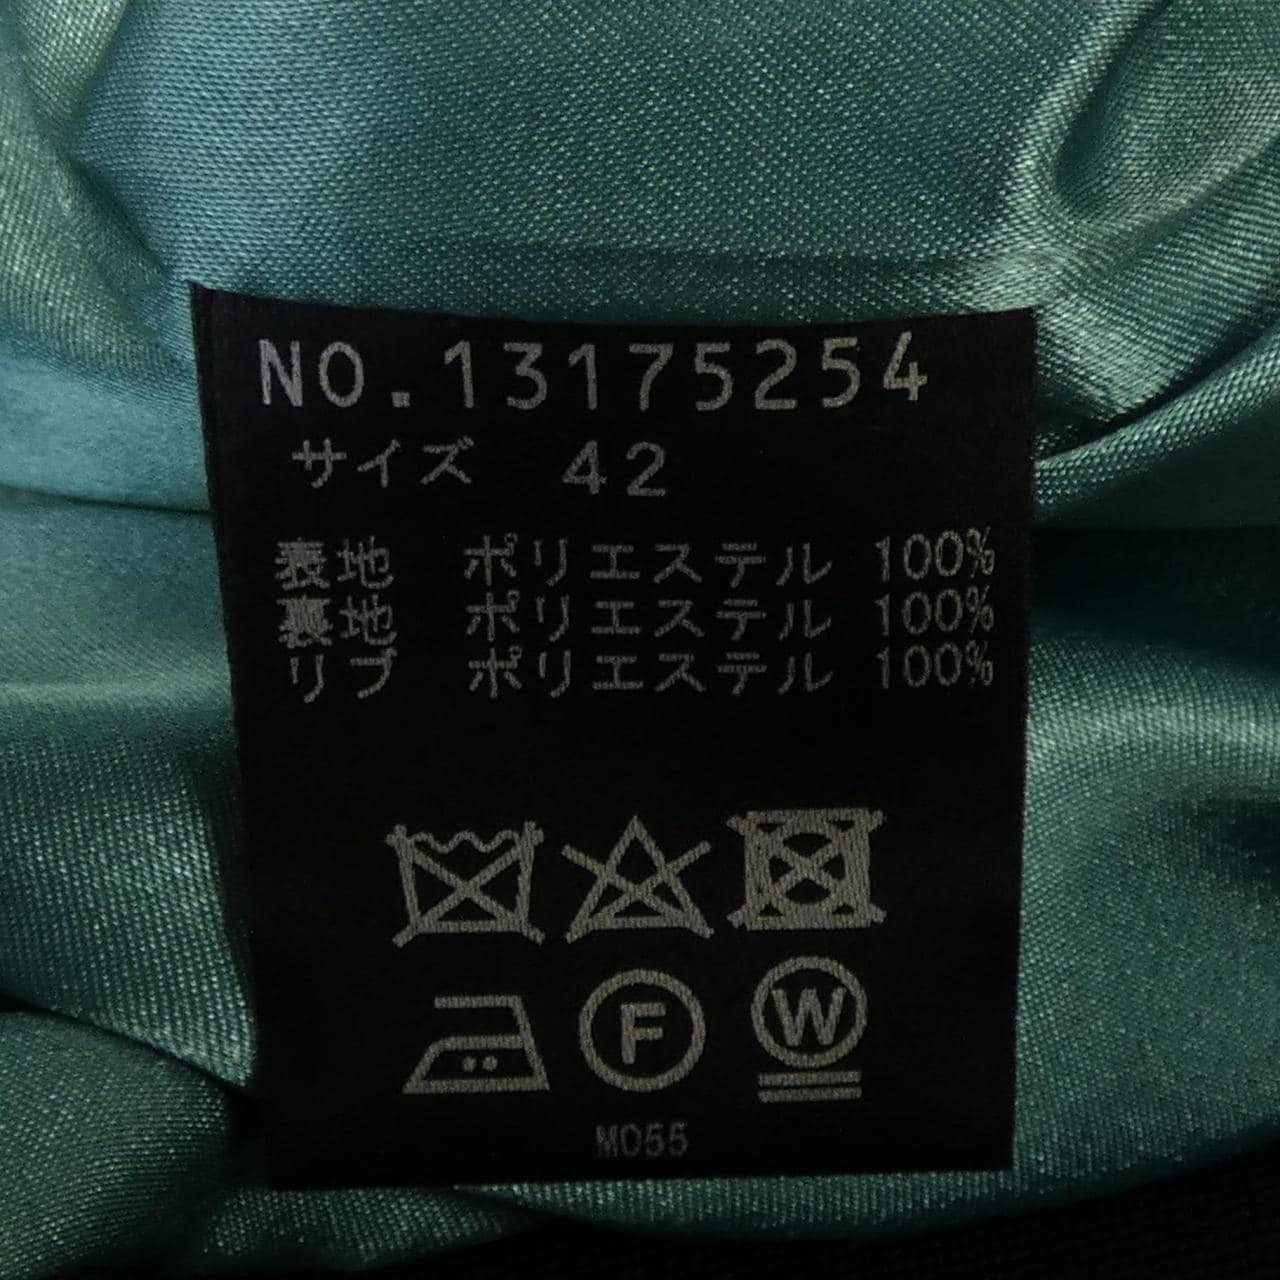 NO.13175254
サイズ 42
表地 ポリエステル 100%
裏地 ポリエステル 100%
リブ ポリエステル 100%
F W
M055